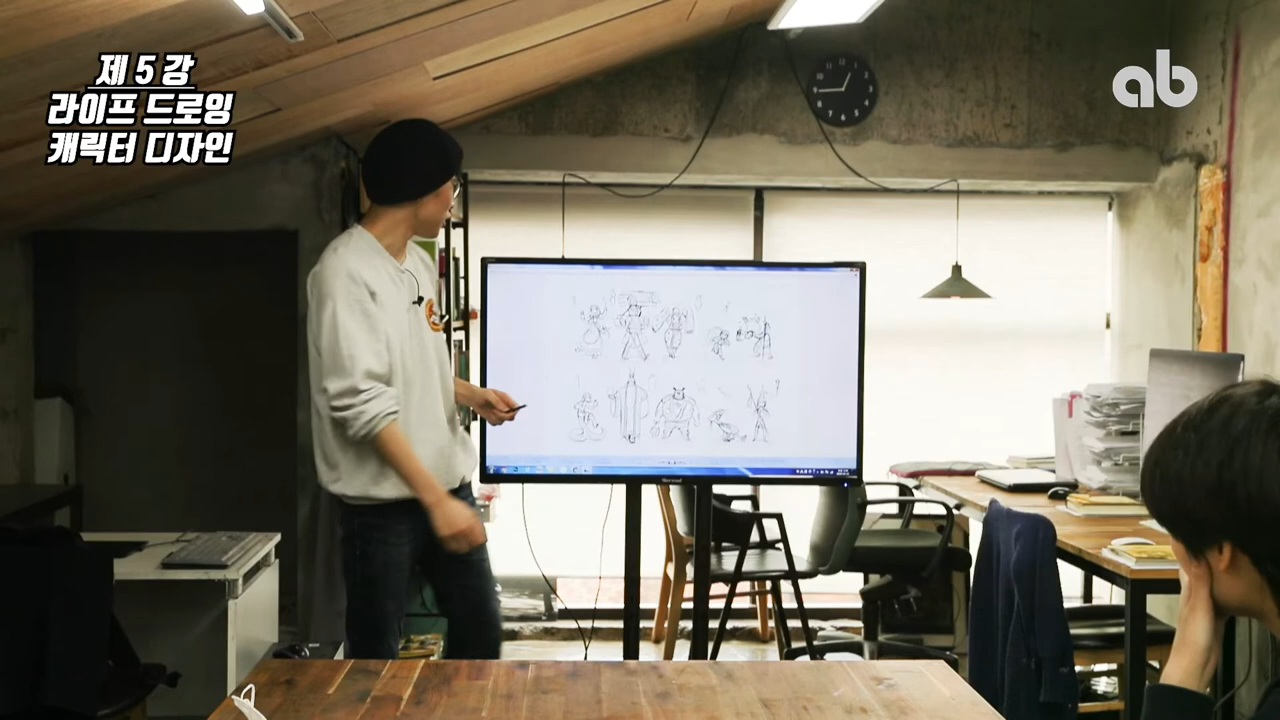 제 5 강
라이프 드로잉
캐릭터 디자인
ab